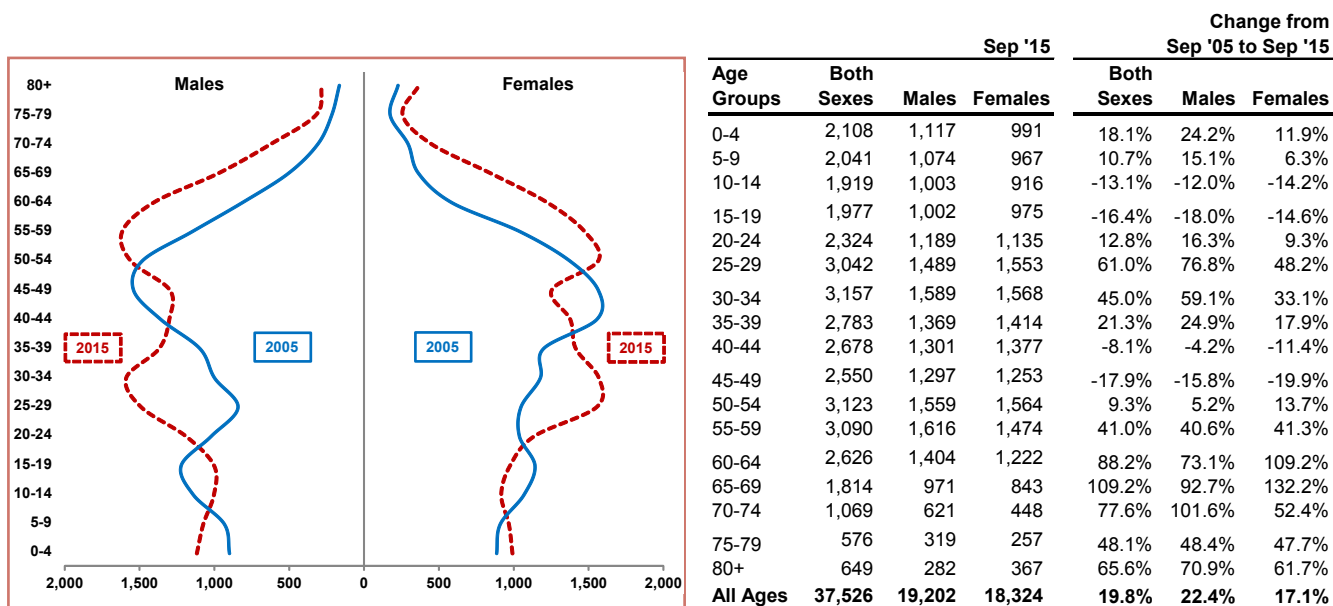 Males Females
80+
75-79
70-74
65-69
60-64
55-59
50-54
45-49
40-44
35-39
30-34
25-29
20-24
15-19
10-14
5-9
0-4
2015 2005 2005 2015
2,000 1,500 1,000 500 0 500 1,000 1,500 2,000
Change from
Sep '15 Sep '05 to Sep '15
Age Both Both
Groups Sexes Males Females Sexes Males Females
0-4 2,108 1,117 991 18.1% 24.2% 11.9%
5-9 2,041 1,074 967 10.7% 15.1% 6.3%
10-14 1,919 1,003 916 -13.1% -12.0% -14.2%
15-19 1,977 1,002 975 -16.4% -18.0% -14.6%
20-24 2,324 1,189 1,135 12.8% 16.3% 9.3%
25-29 3,042 1,489 1,553 61.0% 76.8% 48.2%
30-34 3,157 1,589 1,568 45.0% 59.1% 33.1%
35-39 2,783 1,369 1,414 21.3% 24.9% 17.9%
40-44 2,678 1,301 1,377 -8.1% -4.2% -11.4%
45-49 2,550 1,297 1,253 -17.9% -15.8% -19.9%
50-54 3,123 1,559 1,564 9.3% 5.2% 13.7%
55-59 3,090 1,616 1,474 41.0% 40.6% 41.3%
60-64 2,626 1,404 1,222 88.2% 73.1% 109.2%
65-69 1,814 971 843 109.2% 92.7% 132.2%
70-74 1,069 621 448 77.6% 101.6% 52.4%
75-79 576 319 257 48.1% 48.4% 47.7%
80+ 649 282 367 65.6% 70.9% 61.7%
All Ages 37,526 19,202 18,324 19.8% 22.4% 17.1%